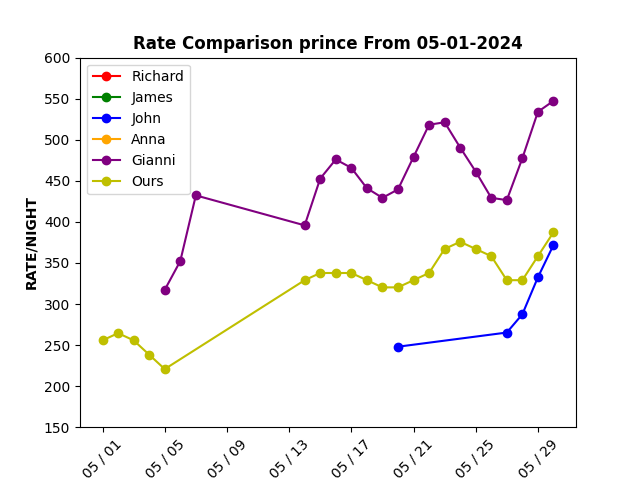 Rate Comparison prince From 05-01-2024
600
550
500
450
400
350
300
250
200
150
RATE/NIGHT
Richard
James
John
Anna
Gianni
Ours
05 / 01
05 / 05
05 / 09
05 / 13
05 / 17
05 / 21
05 / 25
05 / 29